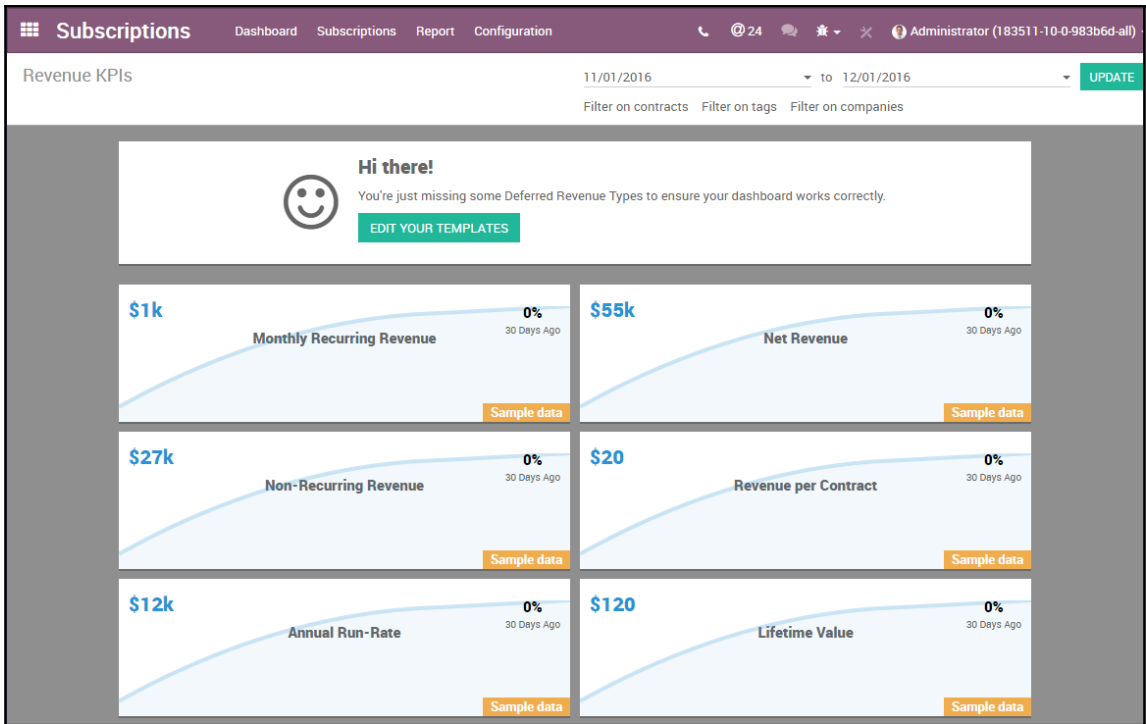 Subscriptions Dashboard Subscriptions Report Configuration @ 24 Administrator (183511-10-0-983b6d-all)
Revenue KPIs 11/01/2016 to 12/01/2016 UPDATE
Filter on contracts Filter on tags Filter on companies
Hi there!
You're just missing some Deferred Revenue Types to ensure your dashboard works correctly.
EDIT YOUR TEMPLATES
$1k
0%
30 Days Ago
Monthly Recurring Revenue
Sample data
$55k
0%
30 Days Ago
Net Revenue
Sample data
$27k
0%
30 Days Ago
Non-Recurring Revenue
Sample data
$20
0%
30 Days Ago
Revenue per Contract
Sample data
$12k
0%
30 Days Ago
Annual Run-Rate
Sample data
$120
0%
30 Days Ago
Lifetime Value
Sample data